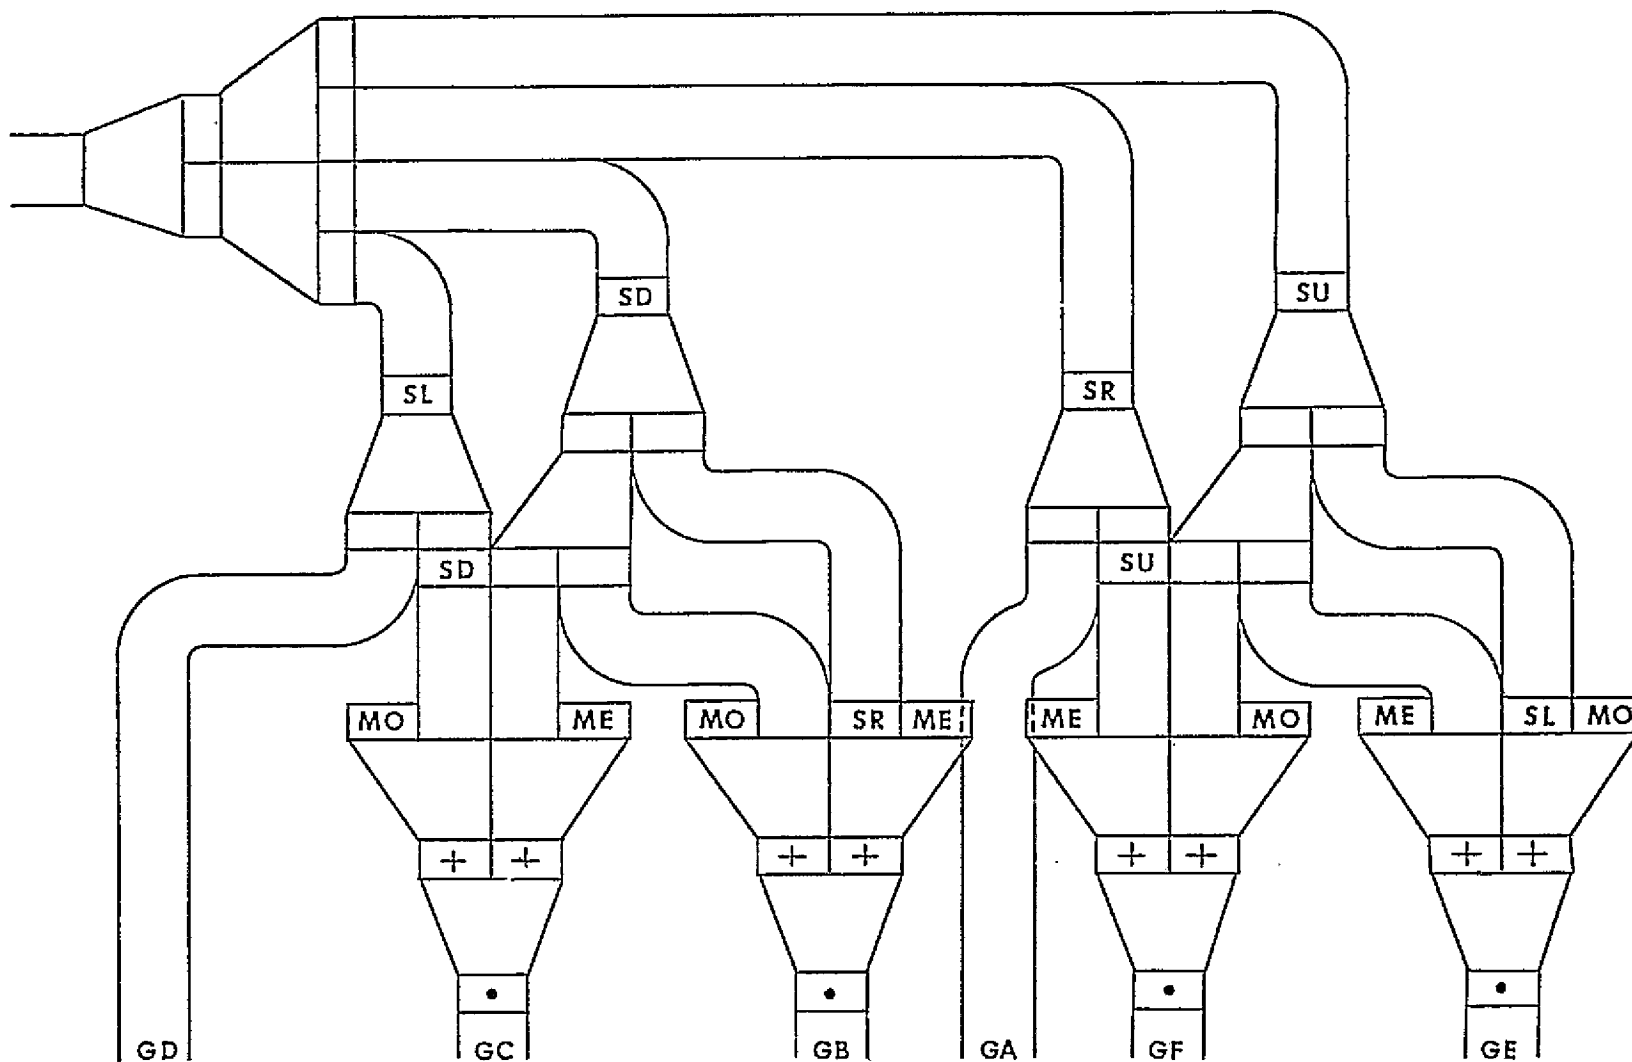 SD
SU
SL
SR
SD
SU
MO
ME
MO
SR
ME
ME
MO
ME
SL
MO
+
+
+
+
+
+
+
+
GD
GC
GB
GA
GF
GE